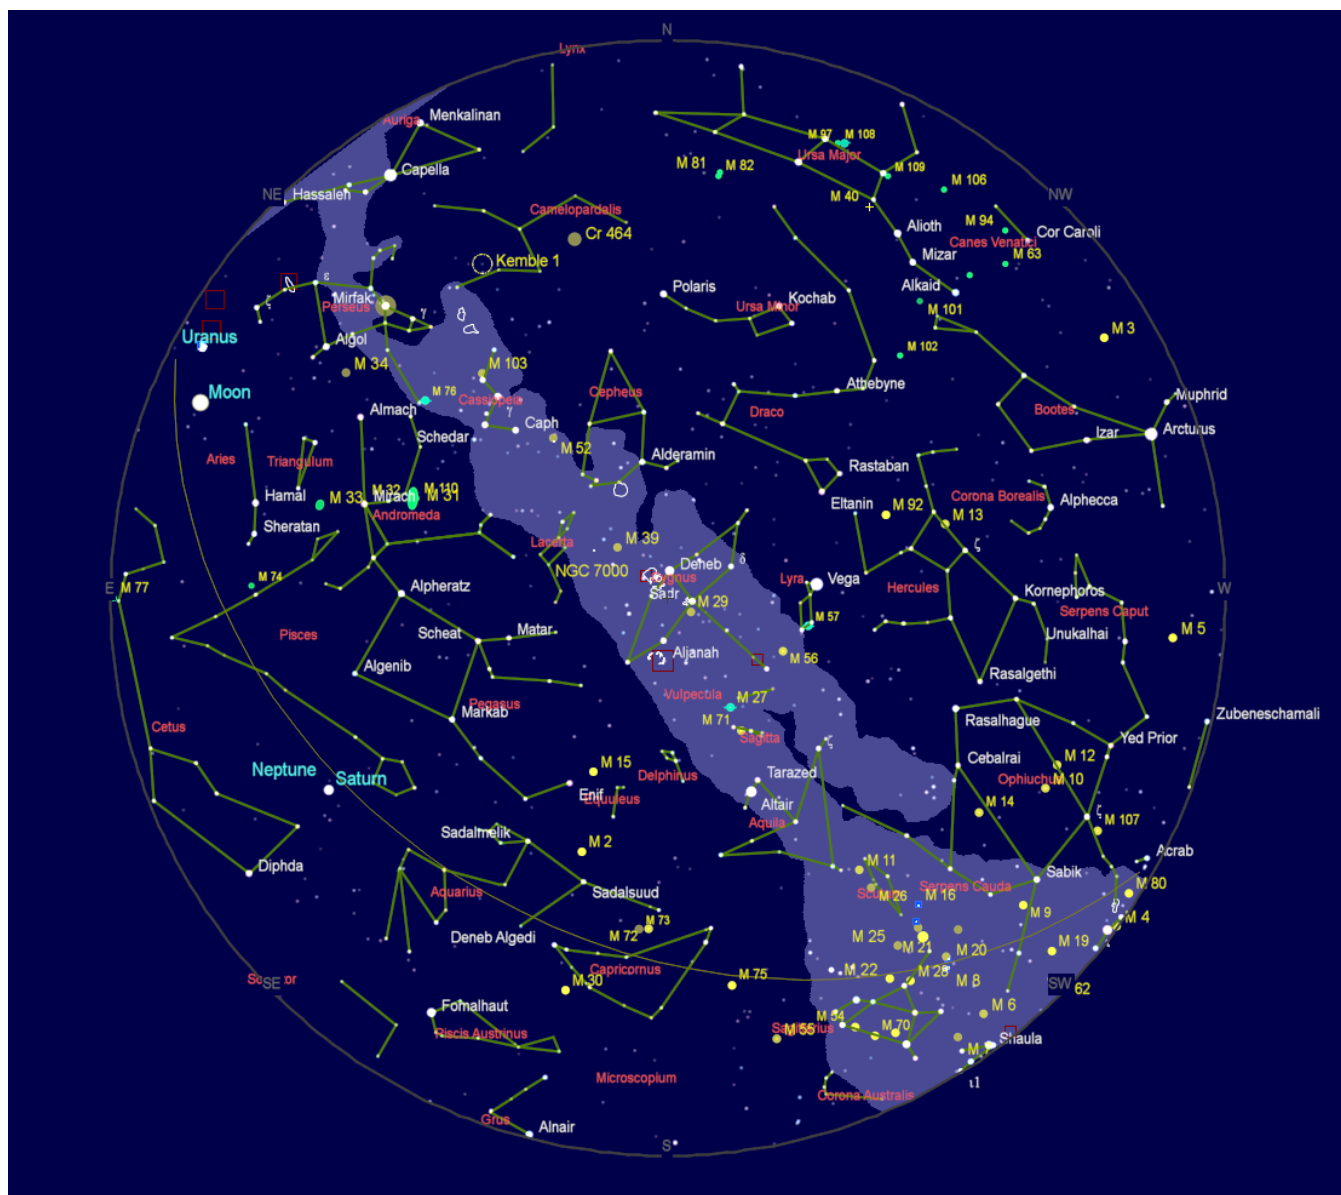 N
Lynx
Menkalinan
Auriga
M 97
M 108
Ursa Major
M 81
M 82
Capella
M 109
M 106
Hassaleh
NE
M 40
NW
Camelopardalis
Alioth
M 94
Cor Caroli
Cr 464
Canes Venatici
Mizar
Kemble 1
M 63
ε
Alkaid
Polaris
Kochab
ζ
Mirfak
Perseus
γ
Ursa Minor
M 101
Uranus
Algol
M 3
M 34
M 103
M 102
Moon
M 76
Cassiopeia
Cepheus
Athebyne
Muphrid
Almach
γ
Draco
Bootes
Caph
Izar
Arcturus
Schedar
M 52
Aries
Triangulum
Alderamin
Rastaban
Hamal
M 33
M 32
Mirach
M 110
M 31
Eltanin
M 92
Corona Borealis
Alphecca
Andromeda
M 13
Sheratan
Lacerta
M 39
ζ
δ
M 74
NGC 7000
Deneb
Cygnus
Lyra
Vega
E
M 77
Alpheratz
Sadr
M 29
Hercules
Kornephoros
W
Serpens Caput
M 57
Pisces
Scheat
Matar
Unukalhai
M 5
Aljanah
M 56
Algenib
Rasalgethi
Vulpecula
M 27
Pegasus
Markab
M 71
Rasalhague
Zubeneschamali
Cetus
Sagitta
ζ
Yed Prior
Cebalrai
M 12
Neptune
Saturn
M 15
Delphinus
Tarazed
Ophiuchus
M 10
Enif
Equuleus
Altair
M 14
Aquila
ζ
M 107
Sadalmelik
M 2
Acrab
Diphda
M 11
Sabik
Aquarius
Sadalsuud
Scutum
M 26
Serpens Cauda
M 80
M 16
M 9
M 4
Deneb Algedi
M 72
M 73
M 25
M 21
M 20
M 19
Capricornus
M 75
M 22
M 28
M 8
SE
M 30
SW
62
Fomalhaut
M 6
Piscis Austrinus
Sagittarius
M 55
M 54
M 70
Shaula
M 7
Microscopium
ι1
Corona Australis
Grus
Alnair
S